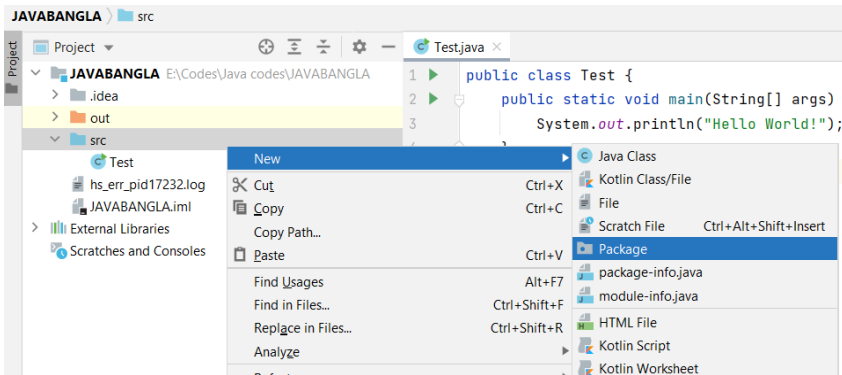 JAVABANGLA src
Project
Project
Test.java
JAVABANGLA E:\Codes\Java codes\JAVABANGLA
.idea
out
src
Test
hs_err_pid17232.log
JAVABANGLA.iml
External Libraries
Scratches and Consoles
1 public class Test {
2 public static void main(String[] args)
3 System.out.println("Hello World!");
New
Cut Ctrl+X
Copy Ctrl+C
Copy Path...
Paste Ctrl+V
Find Usages Alt+F7
Find in Files... Ctrl+Shift+F
Replace in Files... Ctrl+Shift+R
Analyze
Java Class
Kotlin Class/File
File
Scratch File Ctrl+Alt+Shift+Insert
Package
package-info.java
module-info.java
HTML File
Kotlin Script
Kotlin Worksheet